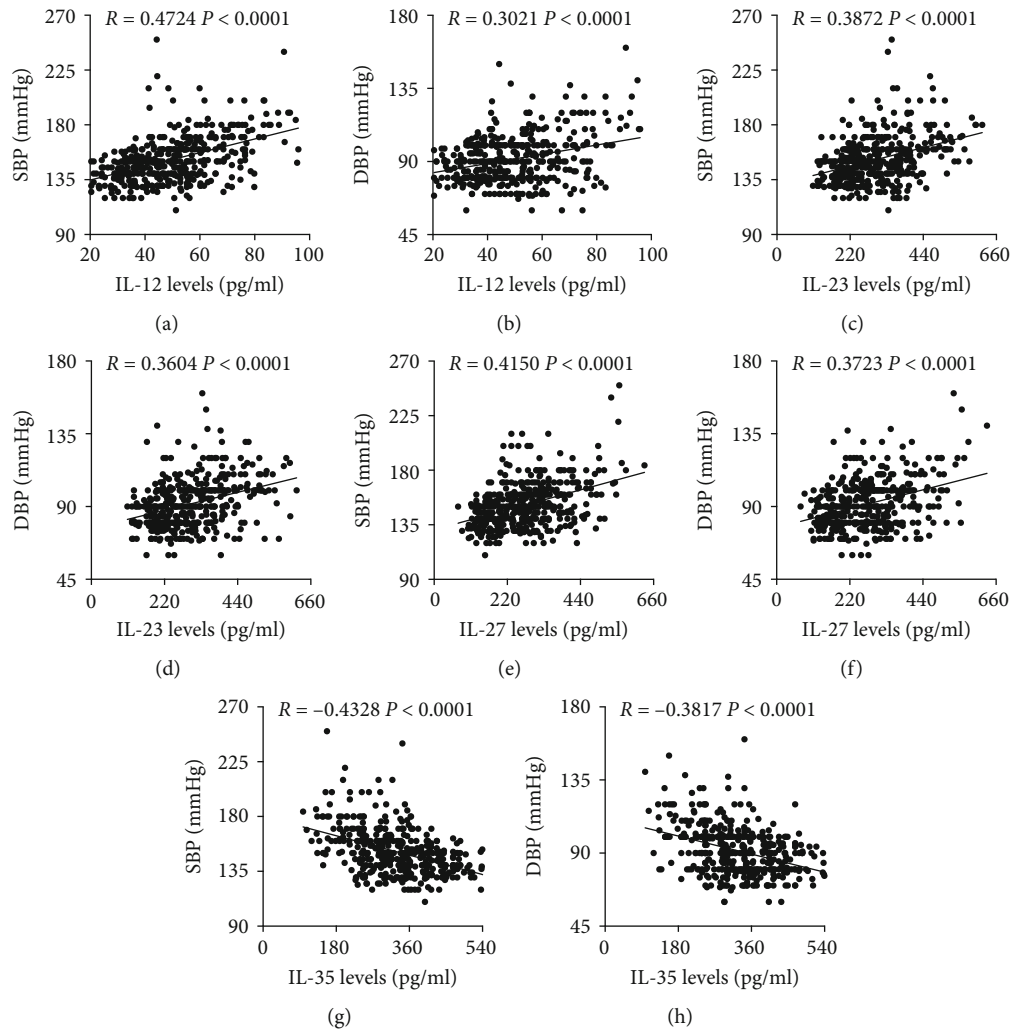 R = 0.4724 P < 0.0001
270
225
180
135
90
SBP (mmHg)
20 40 60 80 100
IL-12 levels (pg/ml)
(a)
R = 0.3021 P < 0.0001
180
135
90
45
DBP (mmHg)
20 40 60 80 100
IL-12 levels (pg/ml)
(b)
R = 0.3872 P < 0.0001
270
225
180
135
90
SBP (mmHg)
0 220 440 660
IL-23 levels (pg/ml)
(c)
R = 0.3604 P < 0.0001
180
135
90
45
DBP (mmHg)
0 220 440 660
IL-23 levels (pg/ml)
(d)
R = 0.4150 P < 0.0001
270
225
180
135
90
SBP (mmHg)
0 220 440 660
IL-27 levels (pg/ml)
(e)
R = 0.3723 P < 0.0001
180
135
90
45
DBP (mmHg)
0 220 440 660
IL-27 levels (pg/ml)
(f)
R = –0.4328 P < 0.0001
270
225
180
135
90
SBP (mmHg)
0 180 360 540
IL-35 levels (pg/ml)
(g)
R = –0.3817 P < 0.0001
180
135
90
45
DBP (mmHg)
0 180 360 540
IL-35 levels (pg/ml)
(h)